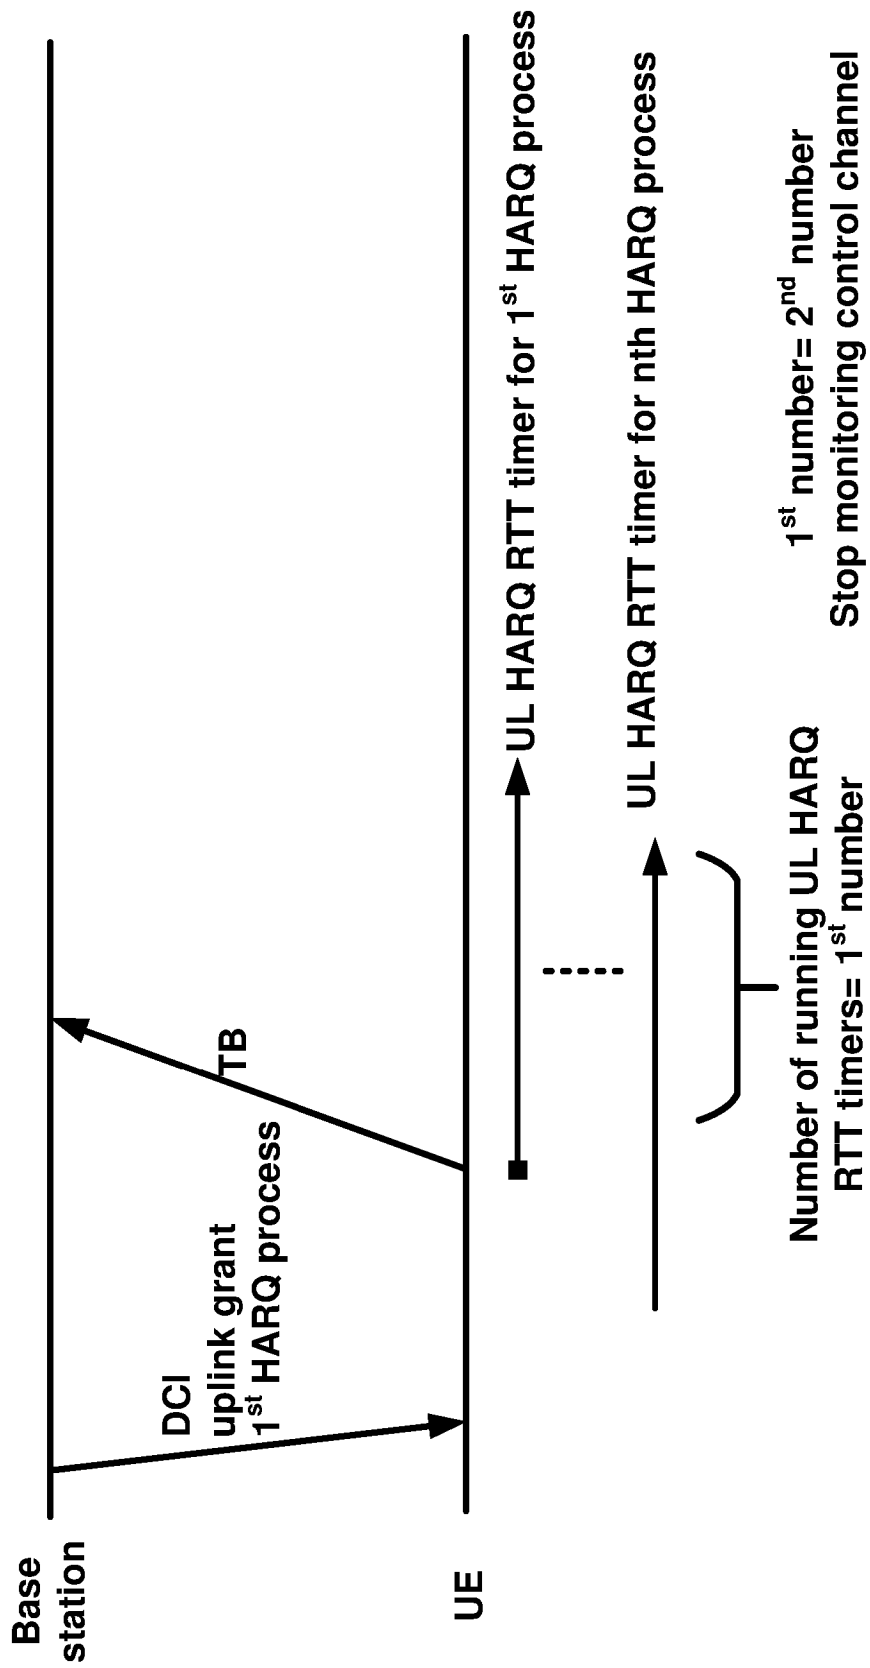 Base
station
DCI
uplink grant
1st HARQ process
TB
UE
UL HARQ RTT timer for 1st HARQ process
UL HARQ RTT timer for nth HARQ process
Number of running UL HARQ
RTT timers= 1st number
1st number= 2nd number
Stop monitoring control channel